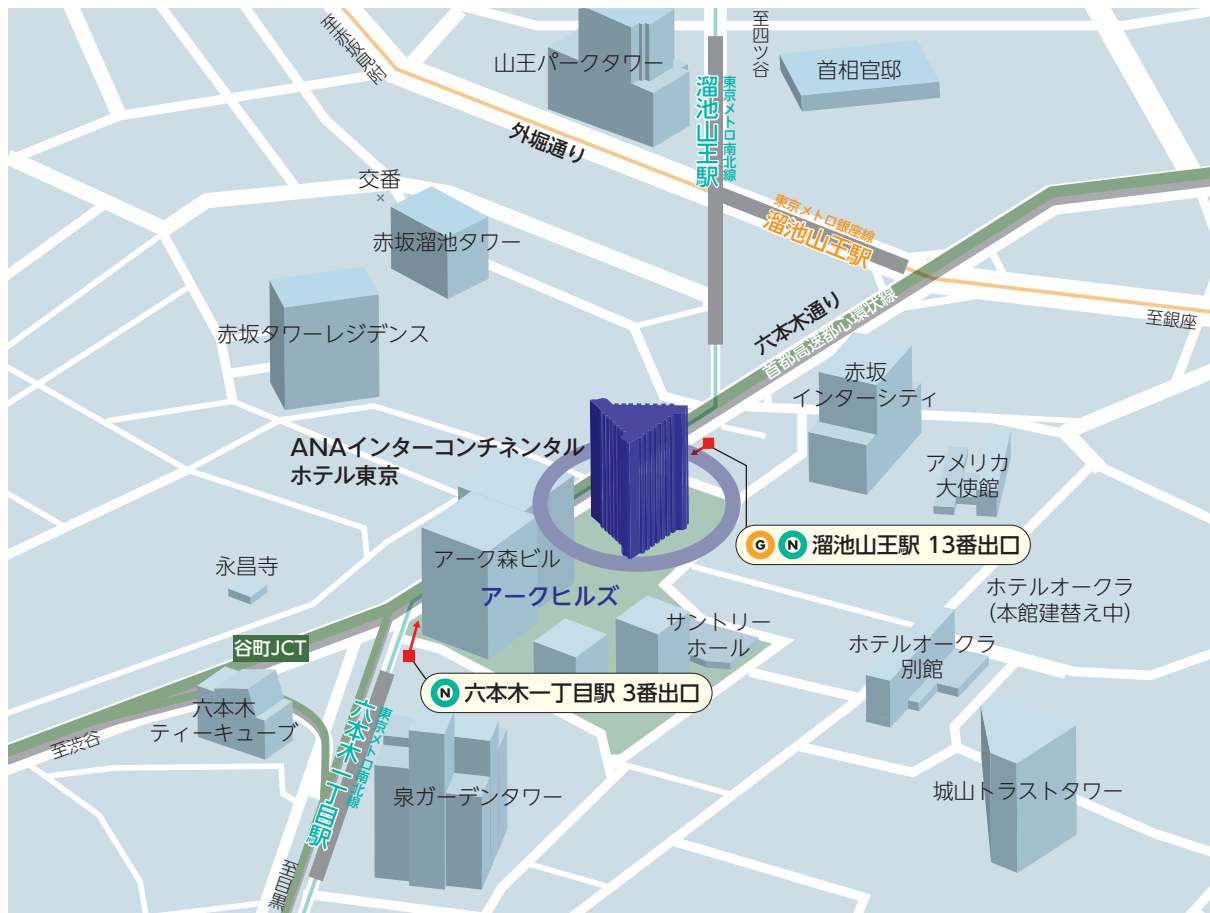 至赤坂見附
山王パークタワー
溜池山王駅
東京メトロ南北線
至四ツ谷
首相官邸
外堀通り
交番
赤坂溜池タワー
東京メトロ銀座線
溜池山王駅
六本木通り
首都高速都心環状線
至銀座
赤坂タワーレジデンス
赤坂
インターシティ
ANAインターコンチネンタル
ホテル東京
アメリカ
大使館
G N 溜池山王駅 13番出口
アーク森ビル
永昌寺
アークヒルズ
ホテルオークラ
(本館建替え中)
サントリー
ホール
ホテルオークラ
別館
谷町JCT
N 六本木一丁目駅 3番出口
六本木
ティーキューブ
至渋谷
六本木一丁目駅
東京メトロ南北線
泉ガーデンタワー
城山トラストタワー
至目黒